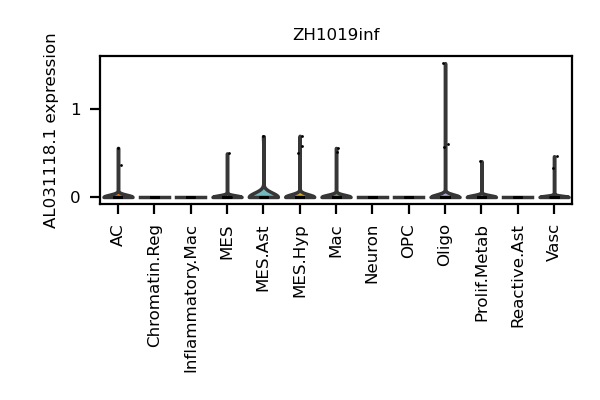 ZH1019inf
AL031118.1 expression
1
0
AC
Chromatin.Reg
Inflammatory.Mac
MES
MES.Ast
MES.Hyp
Mac
Neuron
OPC
Oligo
Prolif.Metab
Reactive.Ast
Vasc